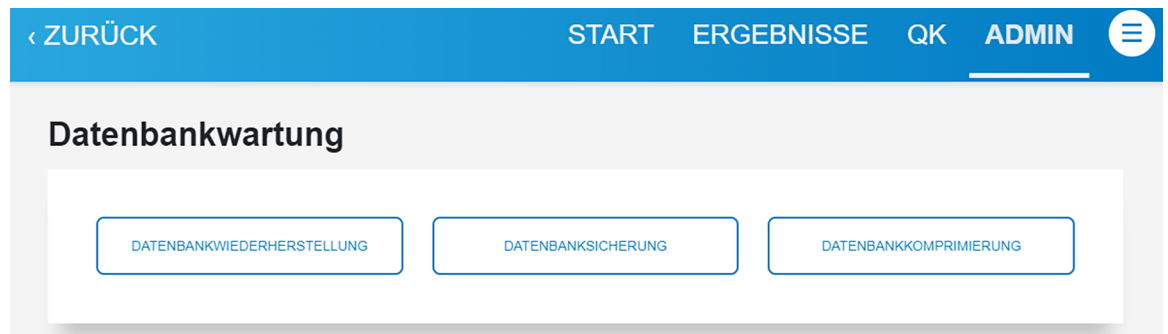 ‹ ZURÜCK START ERGEBNISSE QK ADMIN
Datenbankwartung
DATENBANKWIEDERHERSTELLUNG DATENBANKSICHERUNG DATENBANKKOMPRIMIERUNG